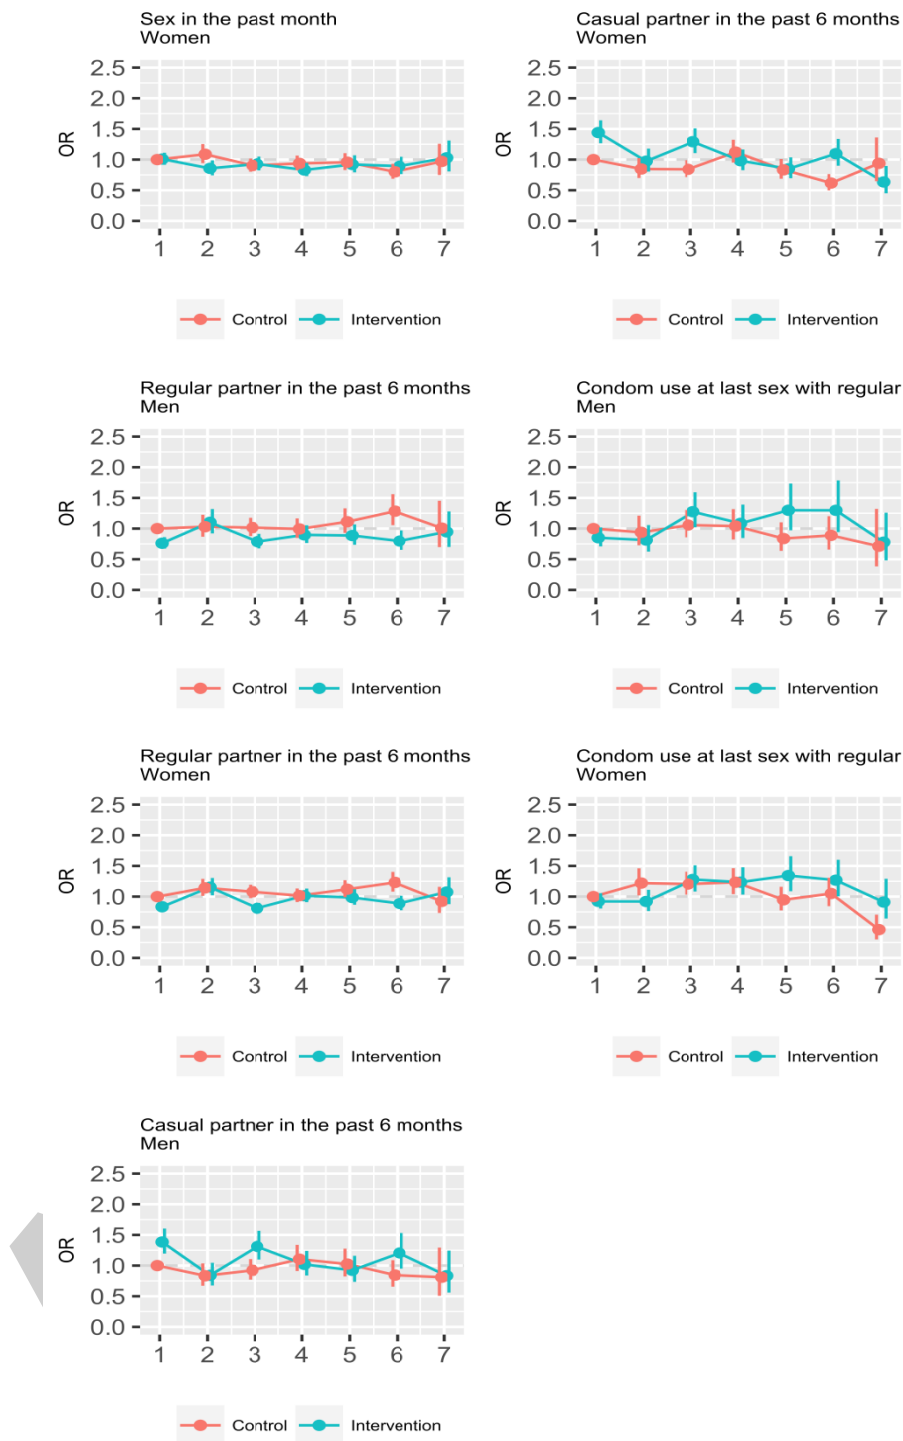 Sex in the past month
Women
OR
2.5
2.0
1.5
1.0
0.5
0.0
1 2 3 4 5 6 7
Control Intervention
Casual partner in the past 6 months
Women
OR
2.5
2.0
1.5
1.0
0.5
0.0
1 2 3 4 5 6 7
Control Intervention
Regular partner in the past 6 months
Men
OR
2.5
2.0
1.5
1.0
0.5
0.0
1 2 3 4 5 6 7
Control Intervention
Condom use at last sex with regular
Men
OR
2.5
2.0
1.5
1.0
0.5
0.0
1 2 3 4 5 6 7
Control Intervention
Regular partner in the past 6 months
Women
OR
2.5
2.0
1.5
1.0
0.5
0.0
1 2 3 4 5 6 7
Control Intervention
Condom use at last sex with regular
Women
OR
2.5
2.0
1.5
1.0
0.5
0.0
1 2 3 4 5 6 7
Control Intervention
Casual partner in the past 6 months
Men
OR
2.5
2.0
1.5
1.0
0.5
0.0
1 2 3 4 5 6 7
Control Intervention